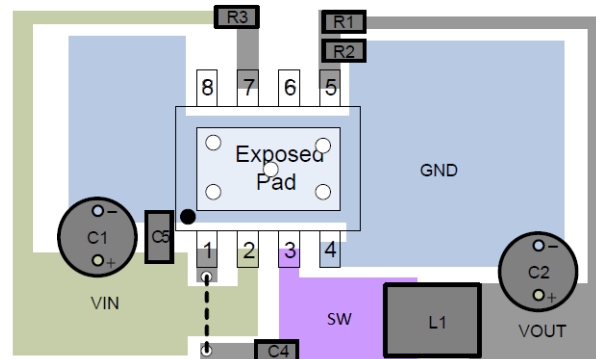 R3
R1
R2
8 7 6 5
Exposed
Pad
GND
C1 - +
C5
1 2 3 4
C2 - +
VIN
SW
L1
VOUT
C4